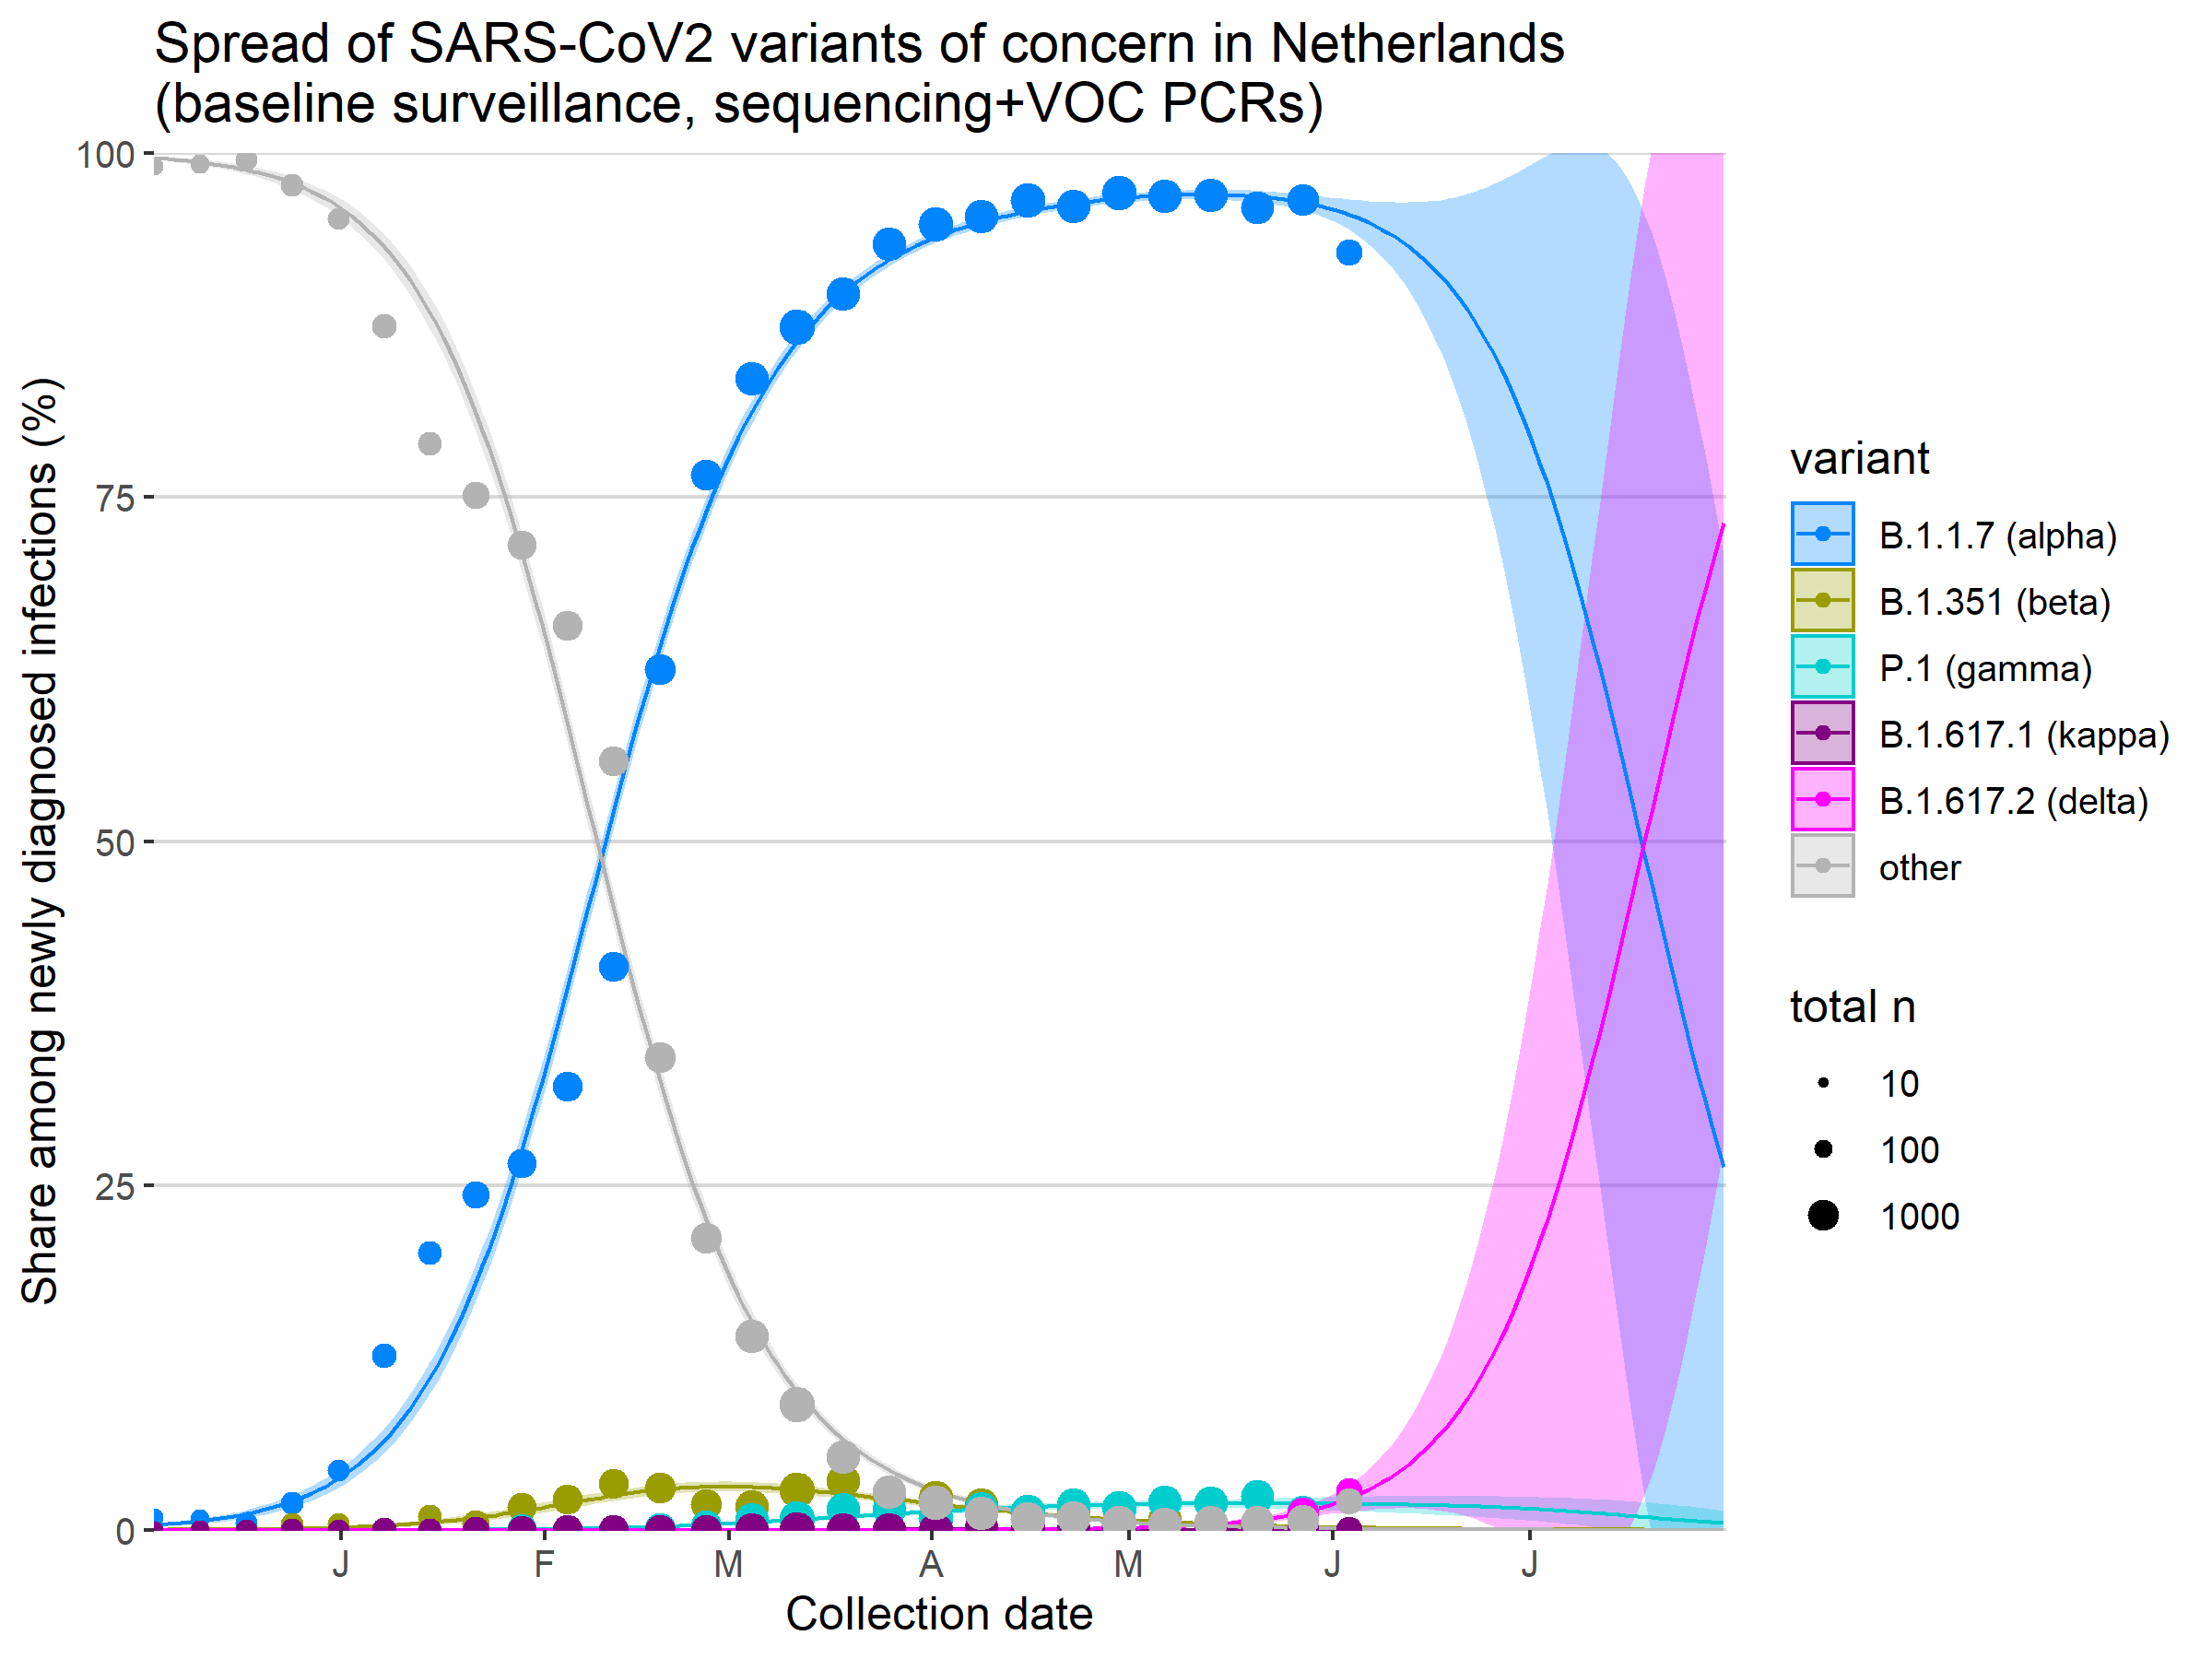 Spread of SARS-CoV2 variants of concern in Netherlands
(baseline surveillance, sequencing+VOC PCRs)
Share among newly diagnosed infections (%)
100
75
50
25
0
J
F
M
A
M
J
J
Collection date
variant
B.1.1.7 (alpha)
B.1.351 (beta)
P.1 (gamma)
B.1.617.1 (kappa)
B.1.617.2 (delta)
other
total n
10
100
1000